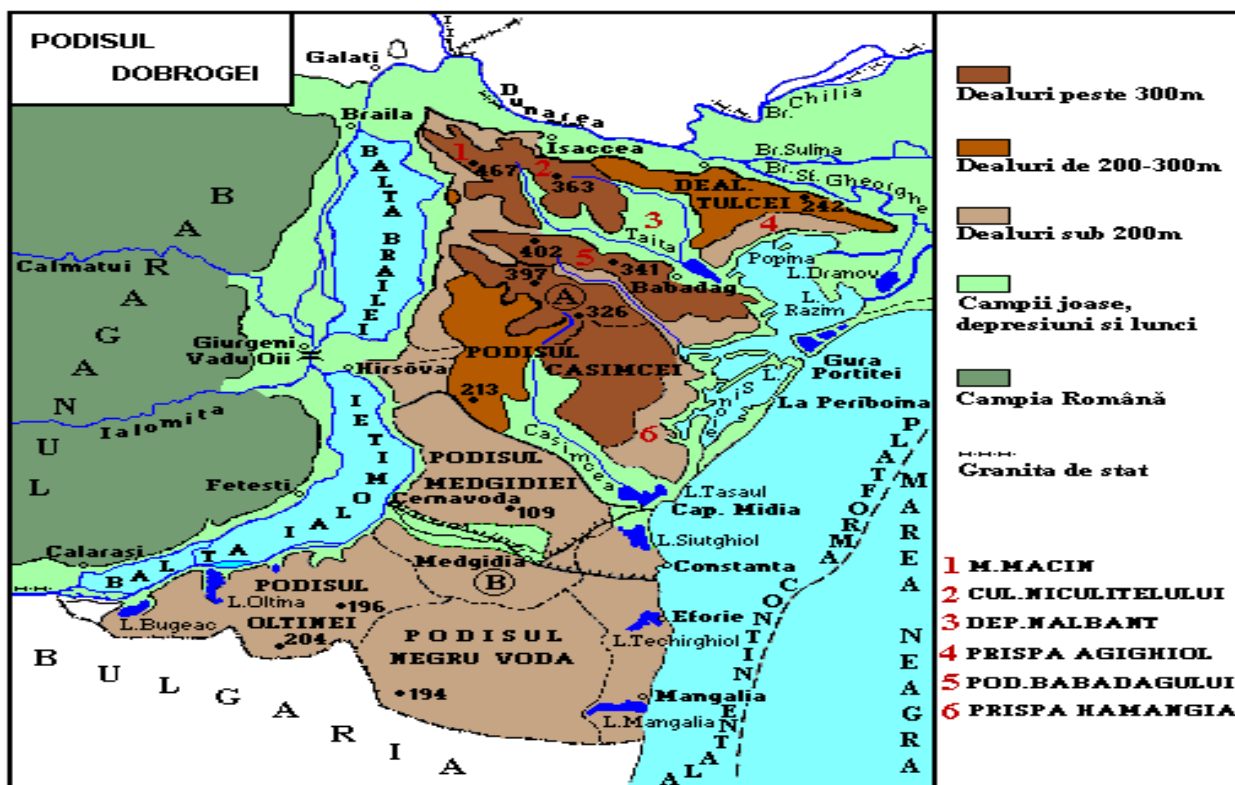 PODISUL
DOBROGEI
Galati
Braila
Dunarea
Isaccea
Br. Chilia
Br.Sulina
Br. St. Gheorghe
1
467
2
363
DEAL.
TULCEI
242
3
4
Taita
BALTA BRAILEI
402
5
341
Babadag
Popina
L.Dranov
L.
Razim
397
A
326
Calmatui
BARAGANUL
Giurgeni
Vadu Oii
Hirsova
PODISUL
CASIMCEI
213
Gura
Portitei
L. Sinoie
La Periboina
6
Ialomita
Casimcea
PODISUL
MEDGIDIEI
Fetesti
Cernavoda
109
L.Tasaul
Cap. Midia
L.Siutghiol
Calarasi
BALTA IALOMITEI
Medgidia
B
Constanta
PODISUL
OLTINEI
L.Oltina
196
204
L.Bugeac
Eforie
L.Techirghiol
PODISUL
NEGRU VODA
194
Mangalia
L.Mangalia
BULGARIA
PLATFORMA
CONTINENTALA
MAREA NEAGRA
Dealuri peste 300m
Dealuri de 200-300m
Dealuri sub 200m
Campii joase,
depresiuni si lunci
Campia Română
Granita de stat
1 M.MACIN
2 CUL.NICULITELULUI
3 DEP.NALBANT
4 PRISPA AGIGHIOL
5 POD.BABADAGULUI
6 PRISPA HAMANGIA